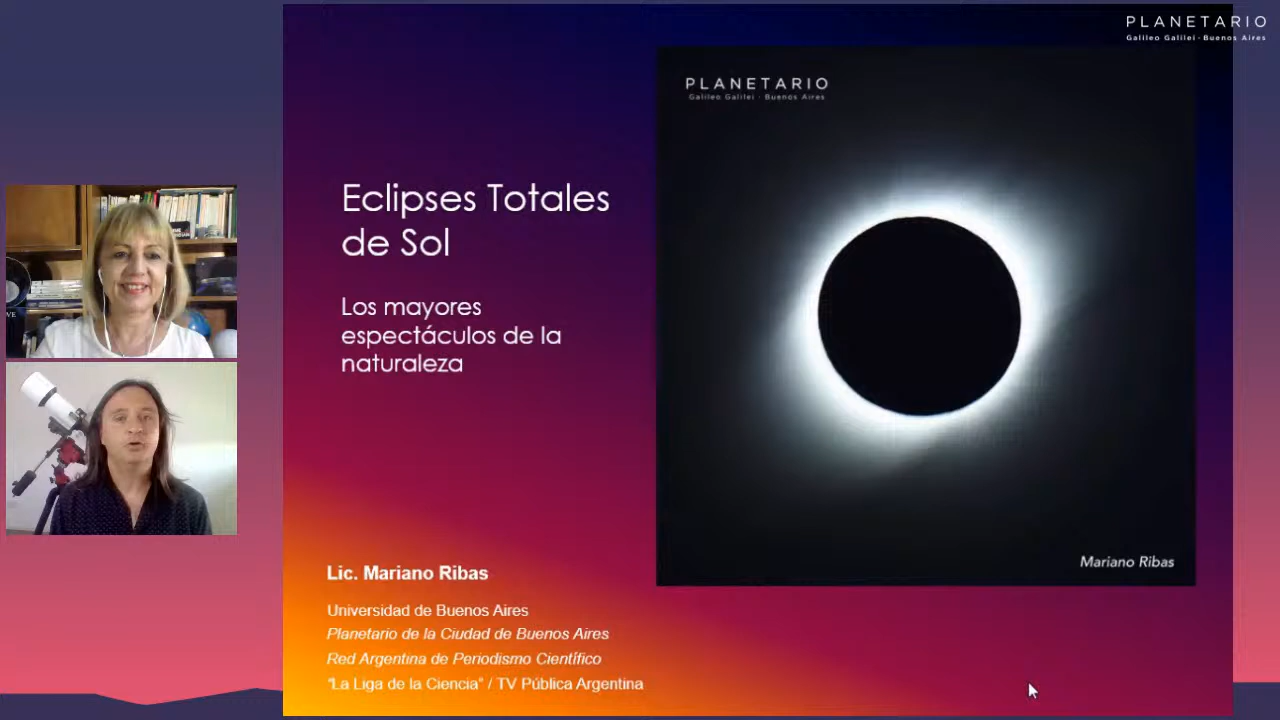 PLANETARIO
Galileo Galilei · Buenos Aires
PLANETARIO
Galileo Galilei · Buenos Aires
Eclipses Totales
de Sol
Los mayores
espectáculos de la
naturaleza
Mariano Ribas
Lic. Mariano Ribas
Universidad de Buenos Aires
Planetario de la Ciudad de Buenos Aires
Red Argentina de Periodismo Científico
"La Liga de la Ciencia" / TV Pública Argentina